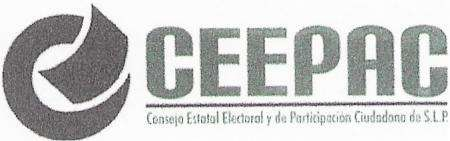 CEEPAC
Consejo Estatal Electoral y de Participación Ciudadana de S.L.P.